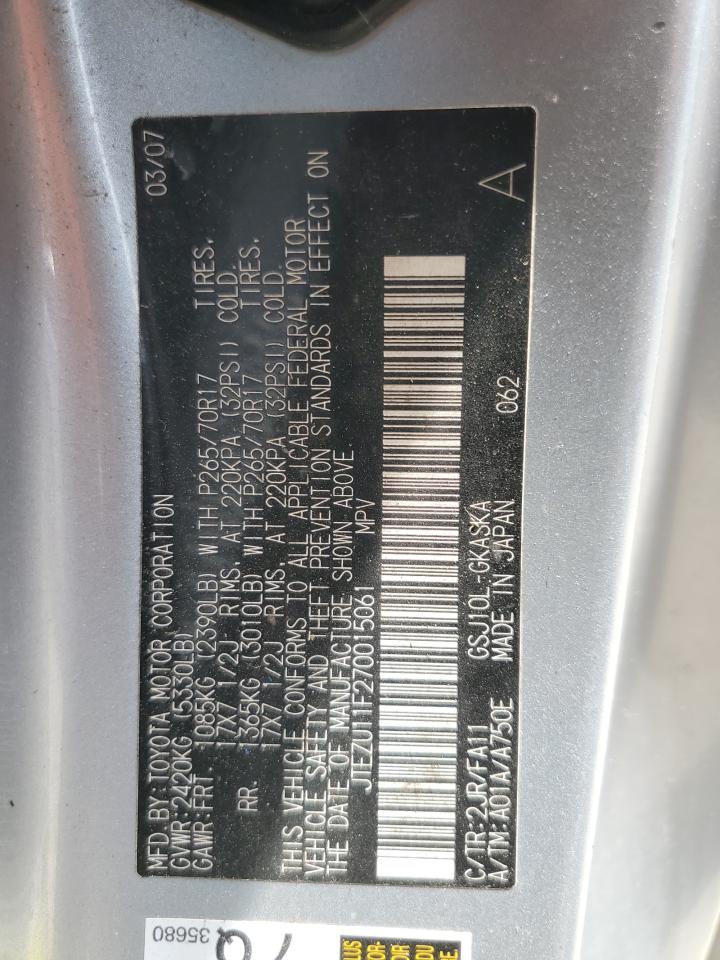 MFD.BY:TOYOTA MOTOR CORPORATION 03/07
GVWR:2420KG (5330LB)
GAWR:FRT. 1085KG (2390LB) WITH P265/70R17 TIRES,
17X7 1/2J RIMS, AT 220KPA (32PSI) COLD.
RR. 1365KG (3010LB) WITH P265/70R17 TIRES,
17X7 1/2J RIMS, AT 220KPA (32PSI) COLD.
THIS VEHICLE CONFORMS TO ALL APPLICABLE FEDERAL MOTOR
VEHICLE SAFETY AND THEFT PREVENTION STANDARDS IN EFFECT ON
THE DATE OF MANUFACTURE SHOWN ABOVE.
JTEZU11F270015061 MPV
C/TR:2JR/FA11 GSJ10L-GKASKA 062 A
A/TM:A01A/A750E MADE IN JAPAN
35680